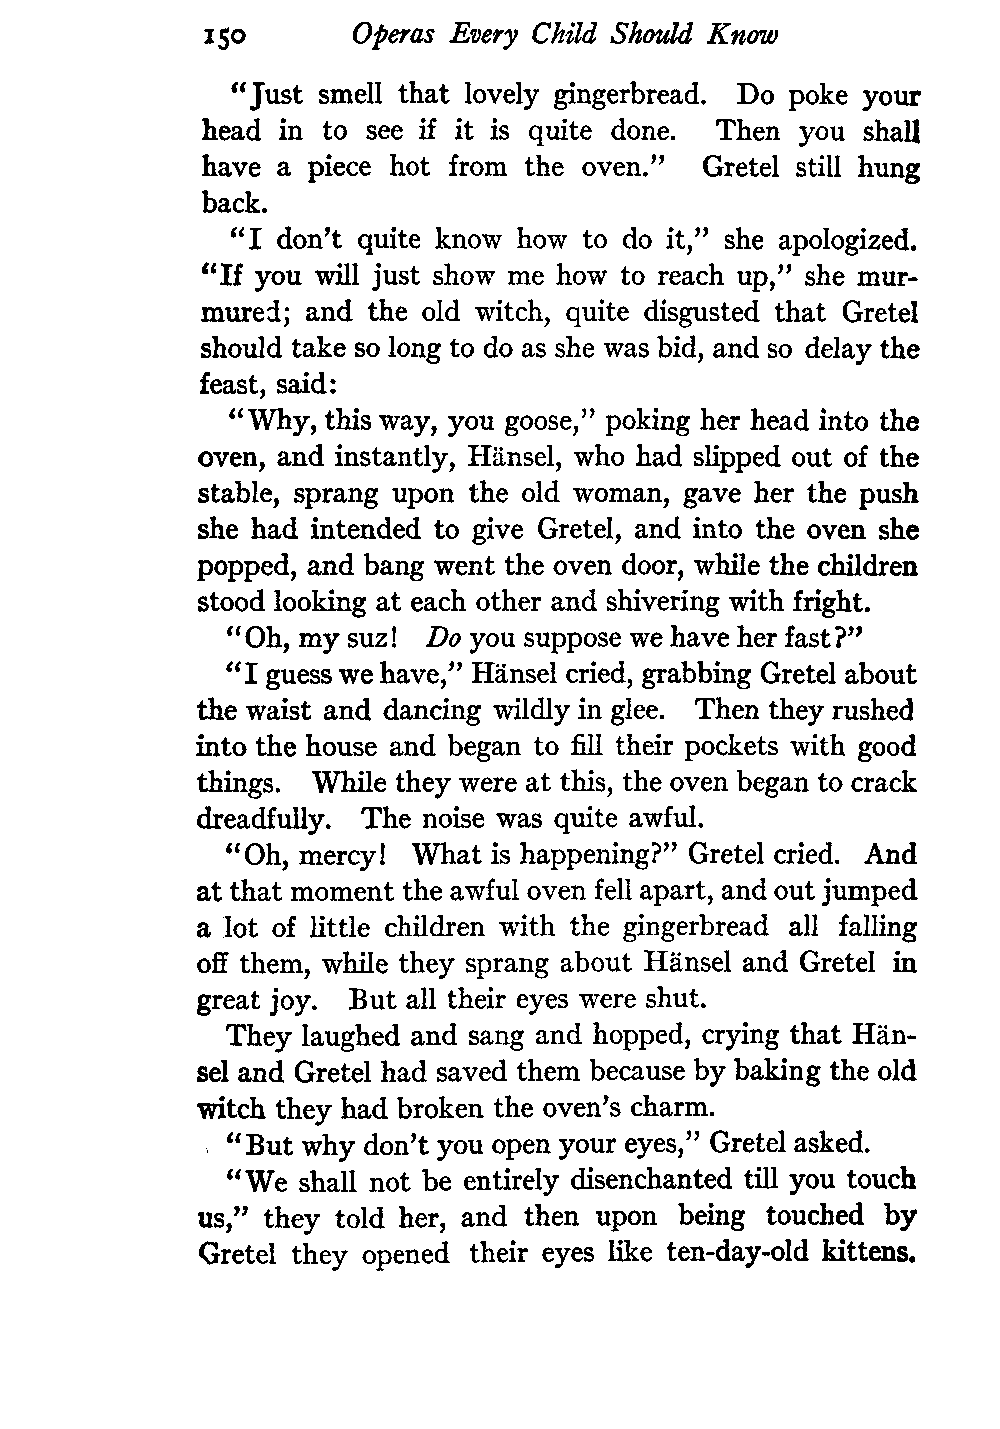 150 Operas Every Child Should Know
"Just smell that lovely gingerbread. Do poke your
head in to see if it is quite done. Then you shall
have a piece hot from the oven." Gretel still hung
back.
"I don't quite know how to do it," she apologized.
"If you will just show me how to reach up," she mur-
mured; and the old witch, quite disgusted that Gretel
should take so long to do as she was bid, and so delay the
feast, said:
"Why, this way, you goose," poking her head into the
oven, and instantly, Hänsel, who had slipped out of the
stable, sprang upon the old woman, gave her the push
she had intended to give Gretel, and into the oven she
popped, and bang went the oven door, while the children
stood looking at each other and shivering with fright.
"Oh, my suz! Do you suppose we have her fast?"
"I guess we have," Hänsel cried, grabbing Gretel about
the waist and dancing wildly in glee. Then they rushed
into the house and began to fill their pockets with good
things. While they were at this, the oven began to crack
dreadfully. The noise was quite awful.
"Oh, mercy! What is happening?" Gretel cried. And
at that moment the awful oven fell apart, and out jumped
a lot of little children with the gingerbread all falling
off them, while they sprang about Hänsel and Gretel in
great joy. But all their eyes were shut.
They laughed and sang and hopped, crying that Hän-
sel and Gretel had saved them because by baking the old
witch they had broken the oven's charm.
"But why don't you open your eyes," Gretel asked.
"We shall not be entirely disenchanted till you touch
us," they told her, and then upon being touched by
Gretel they opened their eyes like ten-day-old kittens.